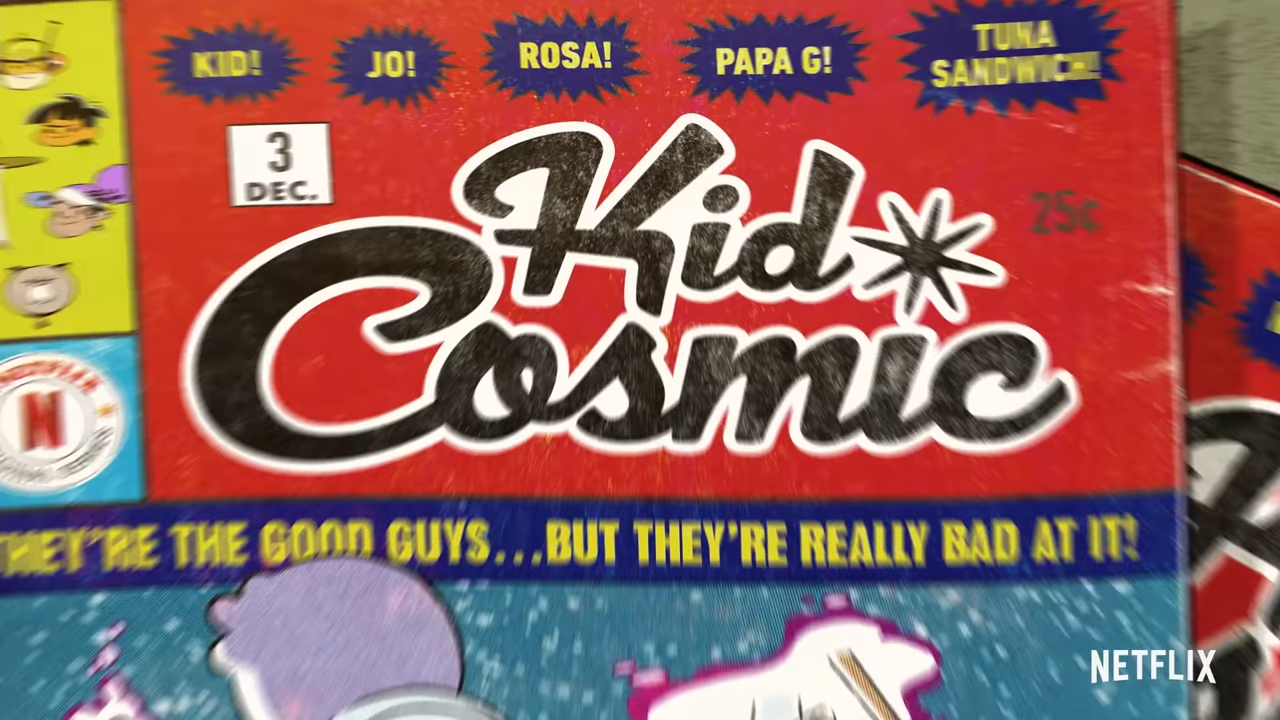 KID!
JO!
ROSA!
PAPA G!
TUNA
SANDWICH!
3
DEC.
25¢
Kid
Cosmic
N
THEY'RE THE GOOD GUYS...BUT THEY'RE REALLY BAD AT IT!
NETFLIX